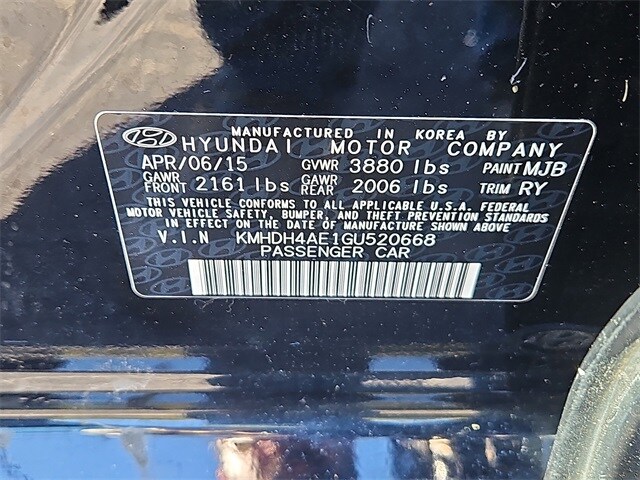 MANUFACTURED IN KOREA BY
HYUNDAI MOTOR COMPANY
APR/06/15 GVWR 3880 lbs PAINT MJB
GAWR FRONT 2161 lbs GAWR REAR 2006 lbs TRIM RY
THIS VEHICLE CONFORMS TO ALL APPLICABLE U.S. FEDERAL
MOTOR VEHICLE SAFETY, BUMPER, AND THEFT PREVENTION STANDARDS
IN EFFECT ON THE DATE OF MANUFACTURE SHOWN ABOVE
V.I.N KMHDH4AE1GU520668
PASSENGER CAR